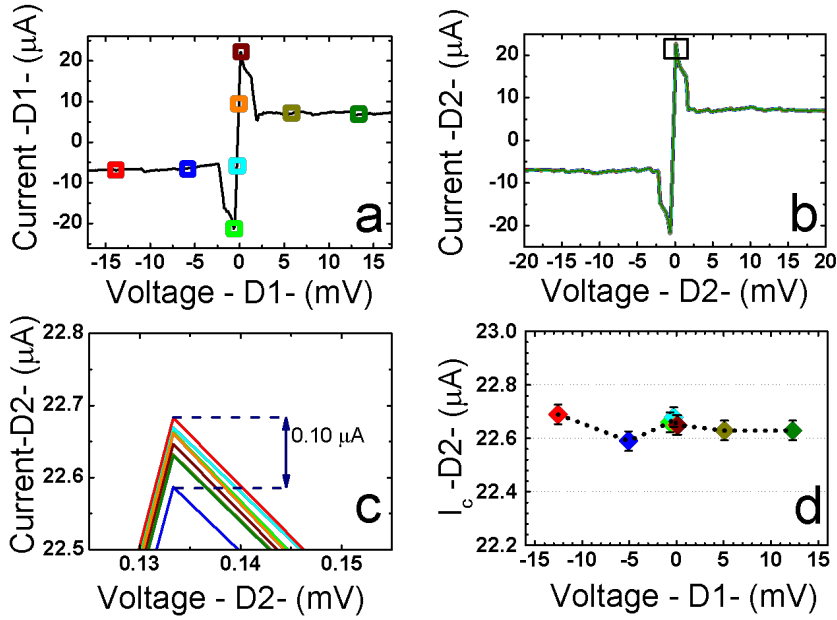 Current -D1- (μA)
20
10
0
-10
-20
a
-15 -10 -5 0 5 10 15
Voltage - D1- (mV)
Current -D2- (μA)
20
10
0
-10
-20
b
-20 -15 -10 -5 0 5 10 15 20
Voltage - D2- (mV)
Current-D2- (μA)
22.8
22.7
22.6
22.5
0.10 μA
c
0.13 0.14 0.15
Voltage - D2- (mV)
I_c -D2- (μA)
23.0
22.8
22.6
22.4
22.2
d
-15 -10 -5 0 5 10 15
Voltage - D1- (mV)